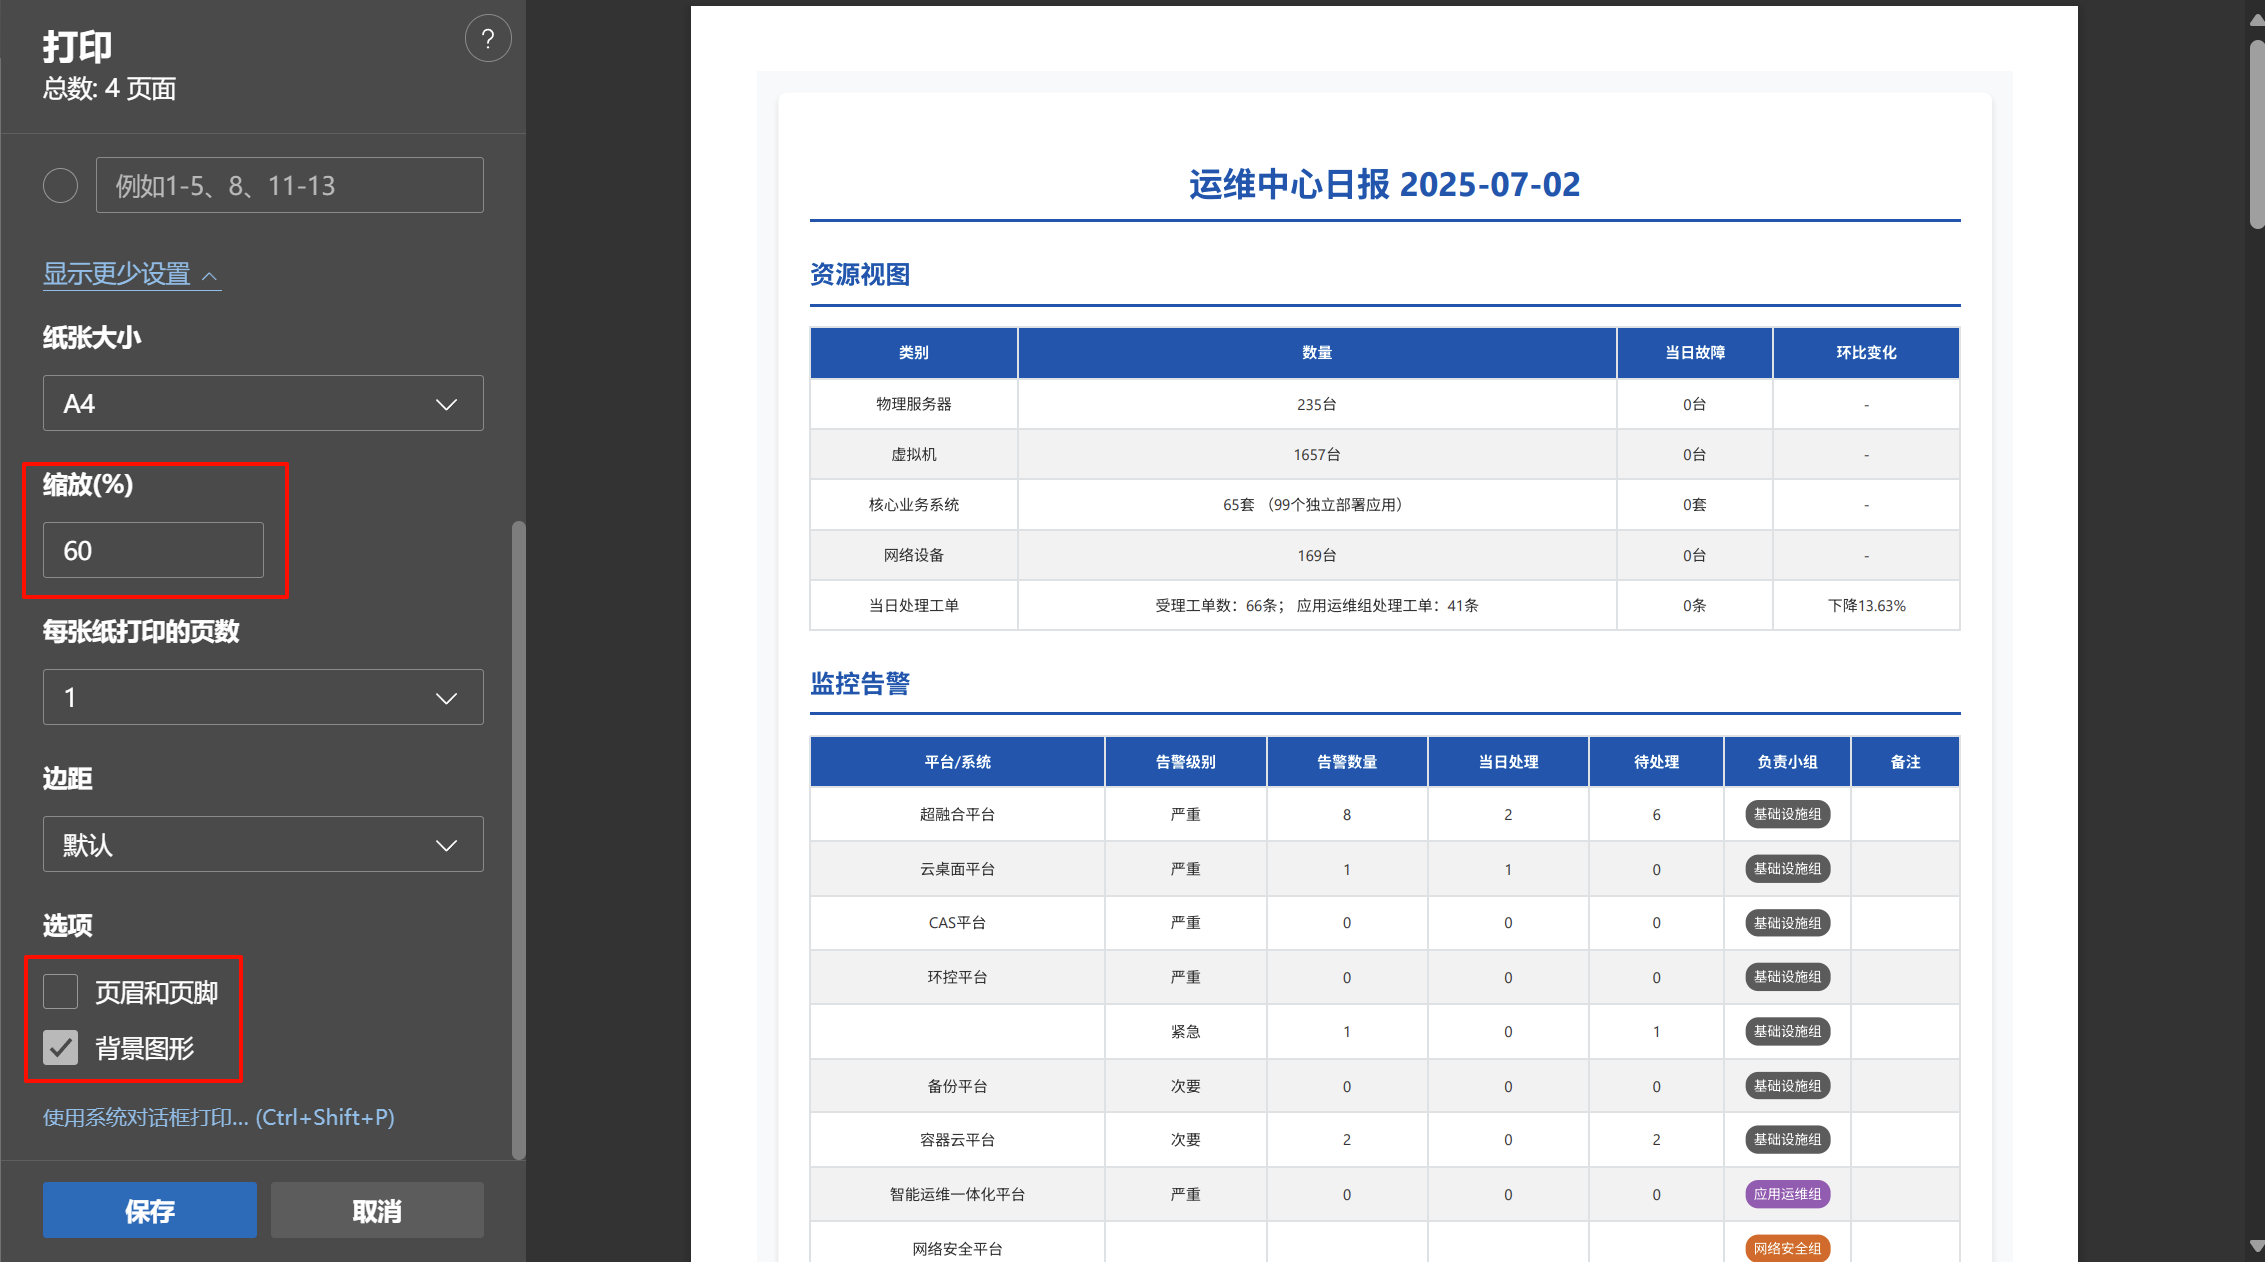 打印
?
总数: 4 页面
例如1-5、8、11-13
显示更少设置
纸张大小
A4
缩放(%)
60
每张纸打印的页数
1
边距
默认
选项
页眉和页脚
背景图形
使用系统对话框打印... (Ctrl+Shift+P)
保存 取消
运维中心日报 2025-07-02
资源视图
类别 数量 当日故障 环比变化
物理服务器 235台 0台 -
虚拟机 1657台 0台 -
核心业务系统 65套 （99个独立部署应用） 0套 -
网络设备 169台 0台 -
当日处理工单 受理工单数：66条； 应用运维组处理工单：41条 0条 下降13.63%
监控告警
平台/系统 告警级别 告警数量 当日处理 待处理 负责小组 备注
超融合平台 严重 8 2 6 基础设施组
云桌面平台 严重 1 1 0 基础设施组
CAS平台 严重 0 0 0 基础设施组
环控平台 严重 0 0 0 基础设施组
紧急 1 0 1 基础设施组
备份平台 次要 0 0 0 基础设施组
容器云平台 次要 2 0 2 基础设施组
智能运维一体化平台 严重 0 0 0 应用运维组
网络安全平台 网络安全组